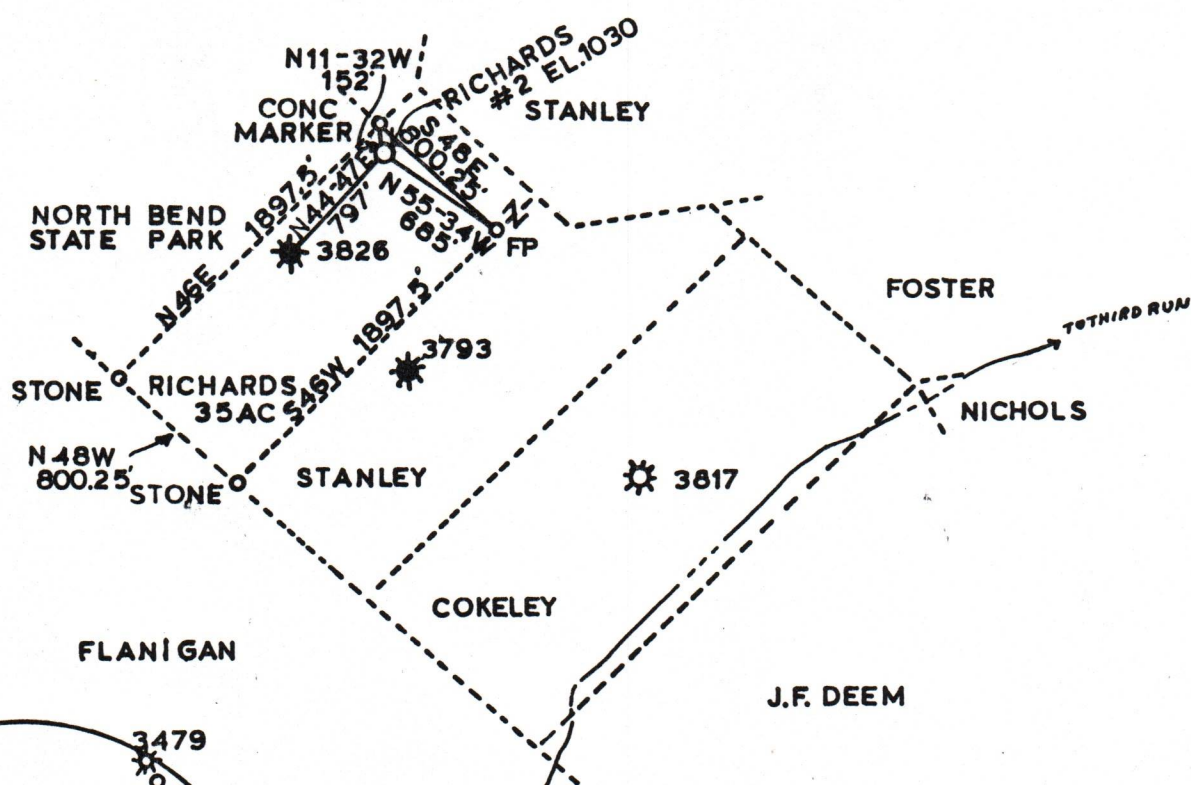 N11-32W
152'
CONC
MARKER
RICHARDS
#2 EL.1030
STANLEY
S 48E
800.25'
N44-47E
797'
N 55-34W
685'
FP
3826
NORTH BEND
STATE PARK
N46E 1897.5'
S46W 1897.5'
3793
FOSTER
TO THIRD RUN
STONE
RICHARDS
35AC
NICHOLS
N48W
800.25'
STONE
STANLEY
3817
COKELEY
FLANIGAN
J.F. DEEM
3479